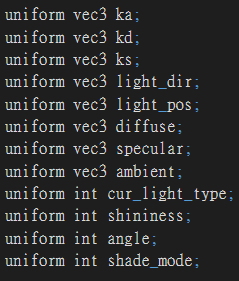 uniform vec3 ka;
uniform vec3 kd;
uniform vec3 ks;
uniform vec3 light_dir;
uniform vec3 light_pos;
uniform vec3 diffuse;
uniform vec3 specular;
uniform vec3 ambient;
uniform int cur_light_type;
uniform int shininess;
uniform int angle;
uniform int shade_mode;